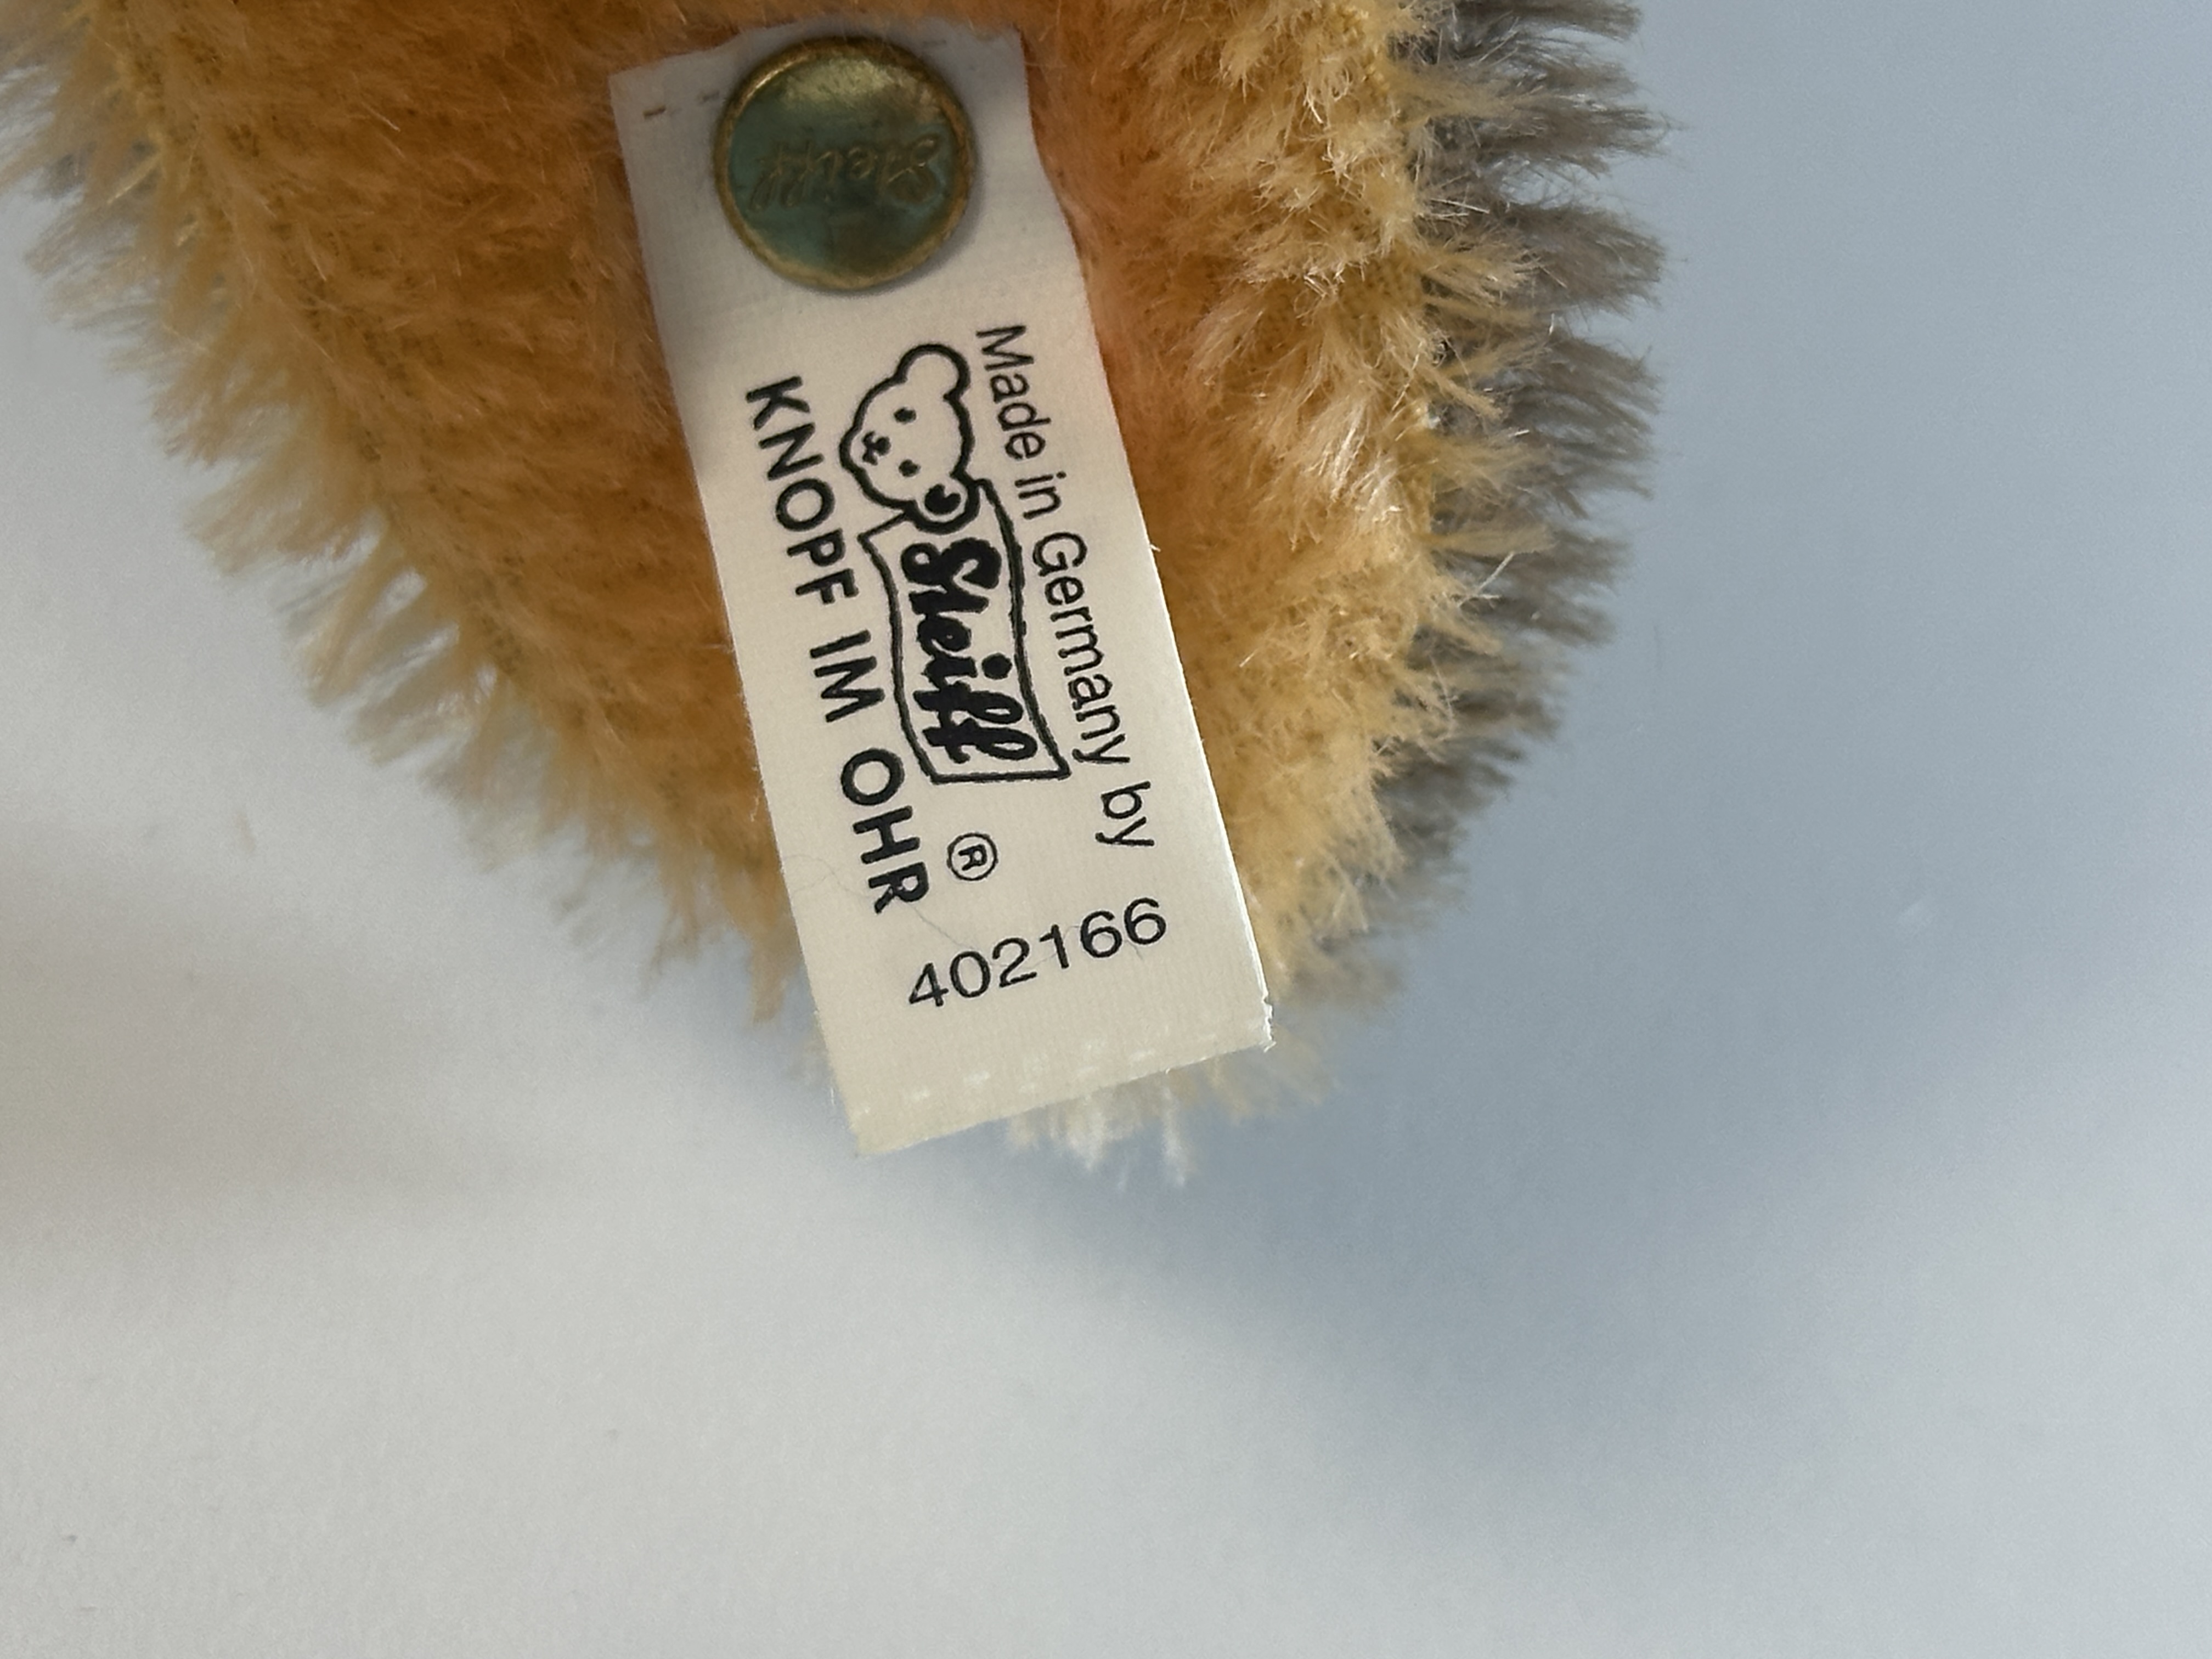 Steiff
Made in Germany by
Steiff
KNOPF IM OHR ®
402166